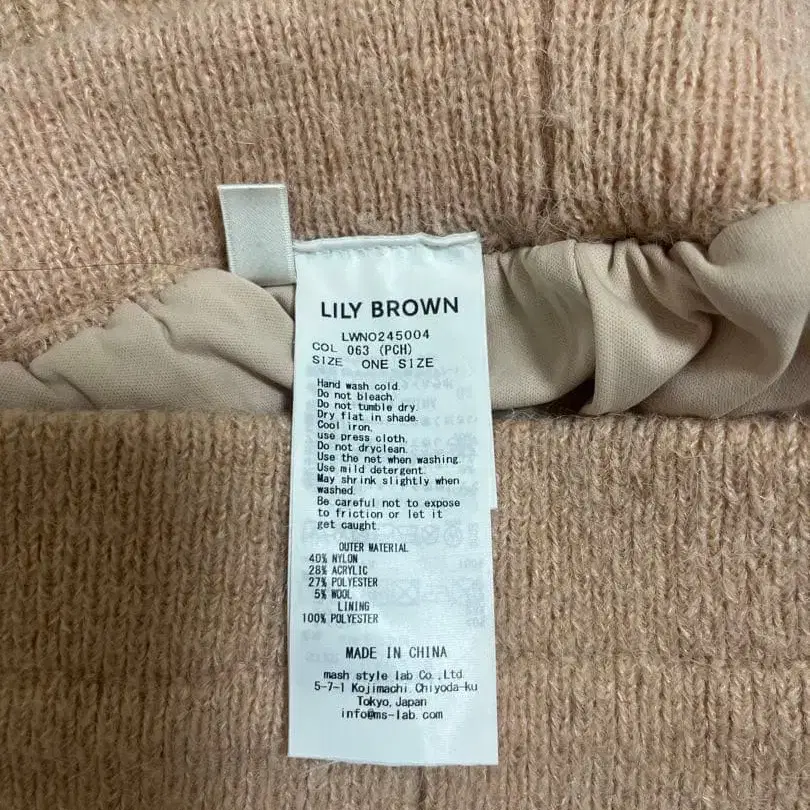 LILY BROWN
LWNO245004
COL 063 (PCH)
SIZE ONE SIZE
Hand wash cold.
Do not bleach.
Do not tumble dry.
Dry flat in shade.
Cool iron,
use press cloth.
Do not dryclean.
Use the net when washing.
Use mild detergent.
May shrink slightly when
washed.
Be careful not to expose
to friction or let it
get caught.
OUTER MATERIAL
40% NYLON
28% ACRYLIC
27% POLYESTER
5% WOOL
LINING
100% POLYESTER
MADE IN CHINA
mash style lab Co.,Ltd.
5-7-1 Kojimachi,Chiyoda-ku
Tokyo,Japan
info@ms-lab.com